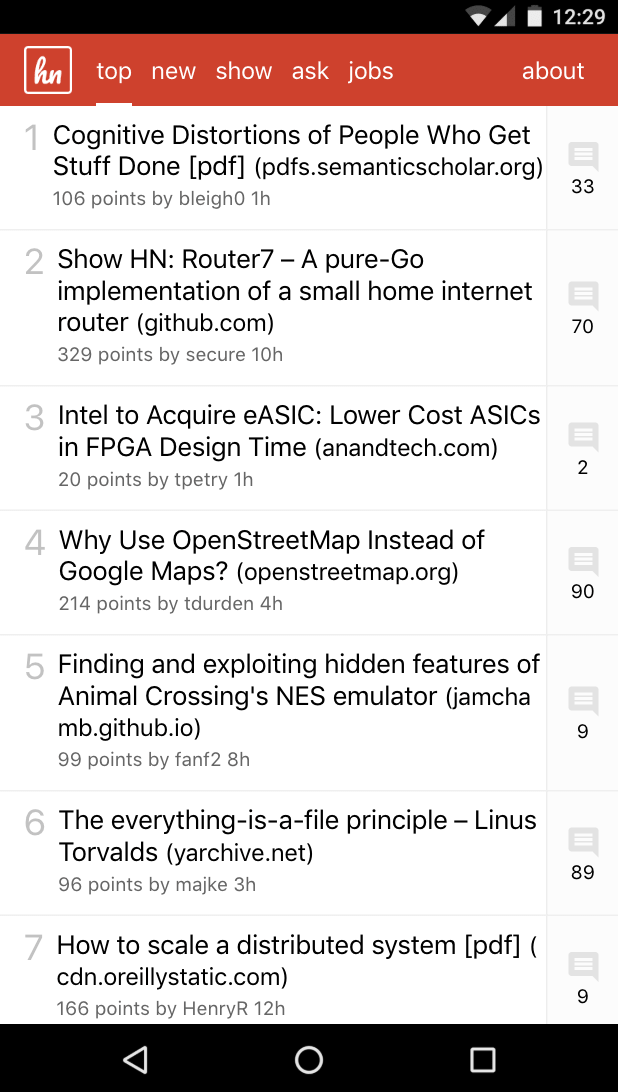 12:29
hn top new show ask jobs about
1 Cognitive Distortions of People Who Get
Stuff Done [pdf] (pdfs.semanticscholar.org)
106 points by bleigh0 1h
33
2 Show HN: Router7 – A pure-Go
implementation of a small home internet
router (github.com)
329 points by secure 10h
70
3 Intel to Acquire eASIC: Lower Cost ASICs
in FPGA Design Time (anandtech.com)
20 points by tpetry 1h
2
4 Why Use OpenStreetMap Instead of
Google Maps? (openstreetmap.org)
214 points by tdurden 4h
90
5 Finding and exploiting hidden features of
Animal Crossing's NES emulator (jamcha
mb.github.io)
99 points by fanf2 8h
9
6 The everything-is-a-file principle – Linus
Torvalds (yarchive.net)
96 points by majke 3h
89
7 How to scale a distributed system [pdf] (
cdn.oreillystatic.com)
166 points by HenryR 12h
9